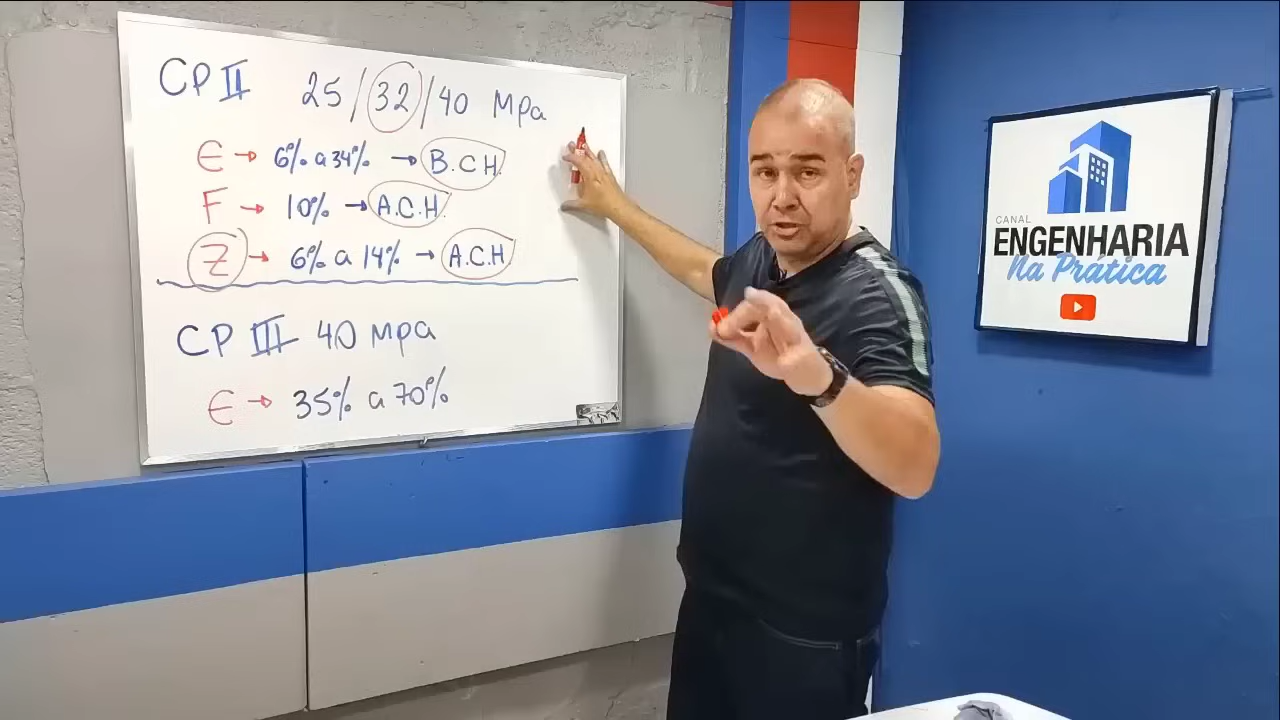 CP II 25 / 32 / 40 MPa
E → 6% a 34% → B.C.H.
F → 10% → A.C.H.
Z → 6% a 14% → A.C.H
CP III 40 MPa
E → 35% a 70%
CANAL
ENGENHARIA
Na Prática